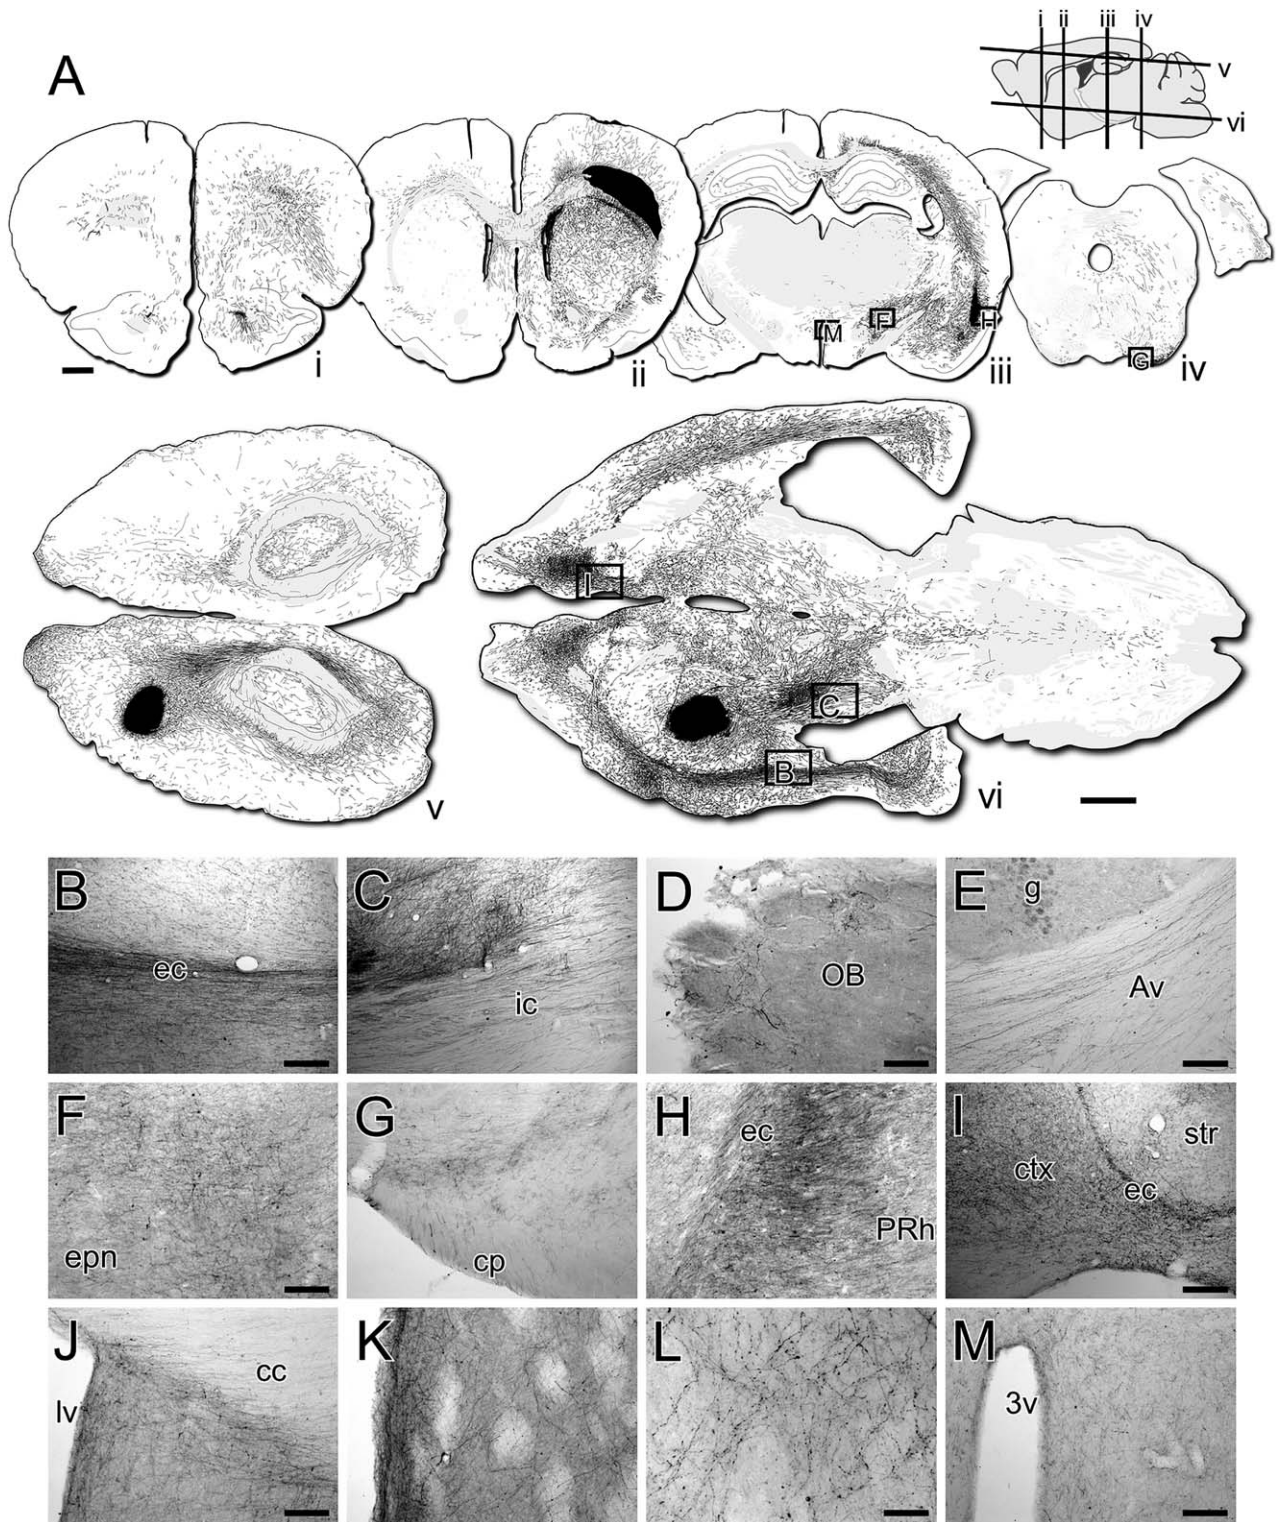 i ii iii iv
A
v
vi
M F H
G
i ii iii iv
I
C
B
v vi
B C D E
g
ec ic OB Av
F G H I
ec str
ctx
ec
epn cp PRh
J K L M
cc
lv 3v